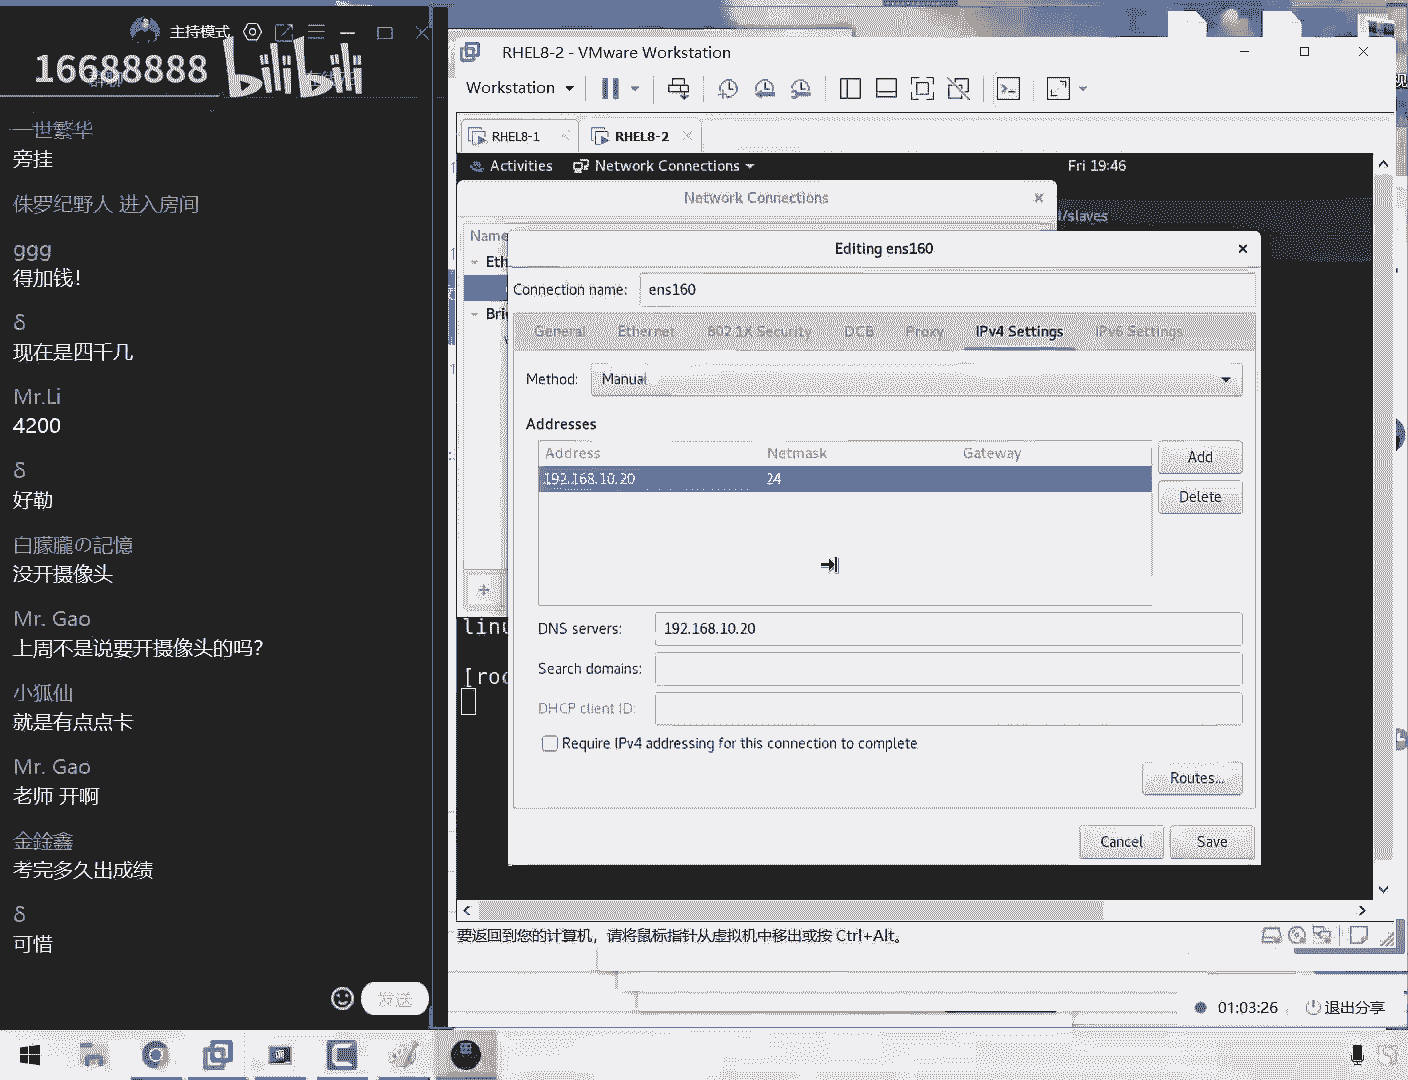 主持模式
16688888 bilibili
一世繁华
旁挂
侏罗纪野人 进入房间
ggg
得加钱!
δ
现在是四千几
Mr.Li
4200
δ
好勒
白朦朧の記憶
没开摄像头
Mr. Gao
上周不是说要开摄像头的吗?
小狐仙
就是有点点卡
Mr. Gao
老师 开啊
金銓鑫
考完多久出成绩
δ
可惜
发送
RHEL8-2 - VMware Workstation
Workstation
RHEL8-1
RHEL8-2
Activities
Network Connections
Fri 19:46
Network Connections
/slaves
Name
Eth
Bri
Editing ens160
Connection name:
ens160
General
Ethernet
802.1X Security
DCB
Proxy
IPv4 Settings
IPv6 Settings
Method:
Manual
Addresses
Address
Netmask
Gateway
192.168.10.20
24
Add
Delete
DNS servers:
192.168.10.20
Search domains:
DHCP client ID:
Require IPv4 addressing for this connection to complete
Routes...
Cancel
Save
linu
[roo
要返回到您的计算机，请将鼠标指针从虚拟机中移出或按 Ctrl+Alt。
01:03:26
退出分享